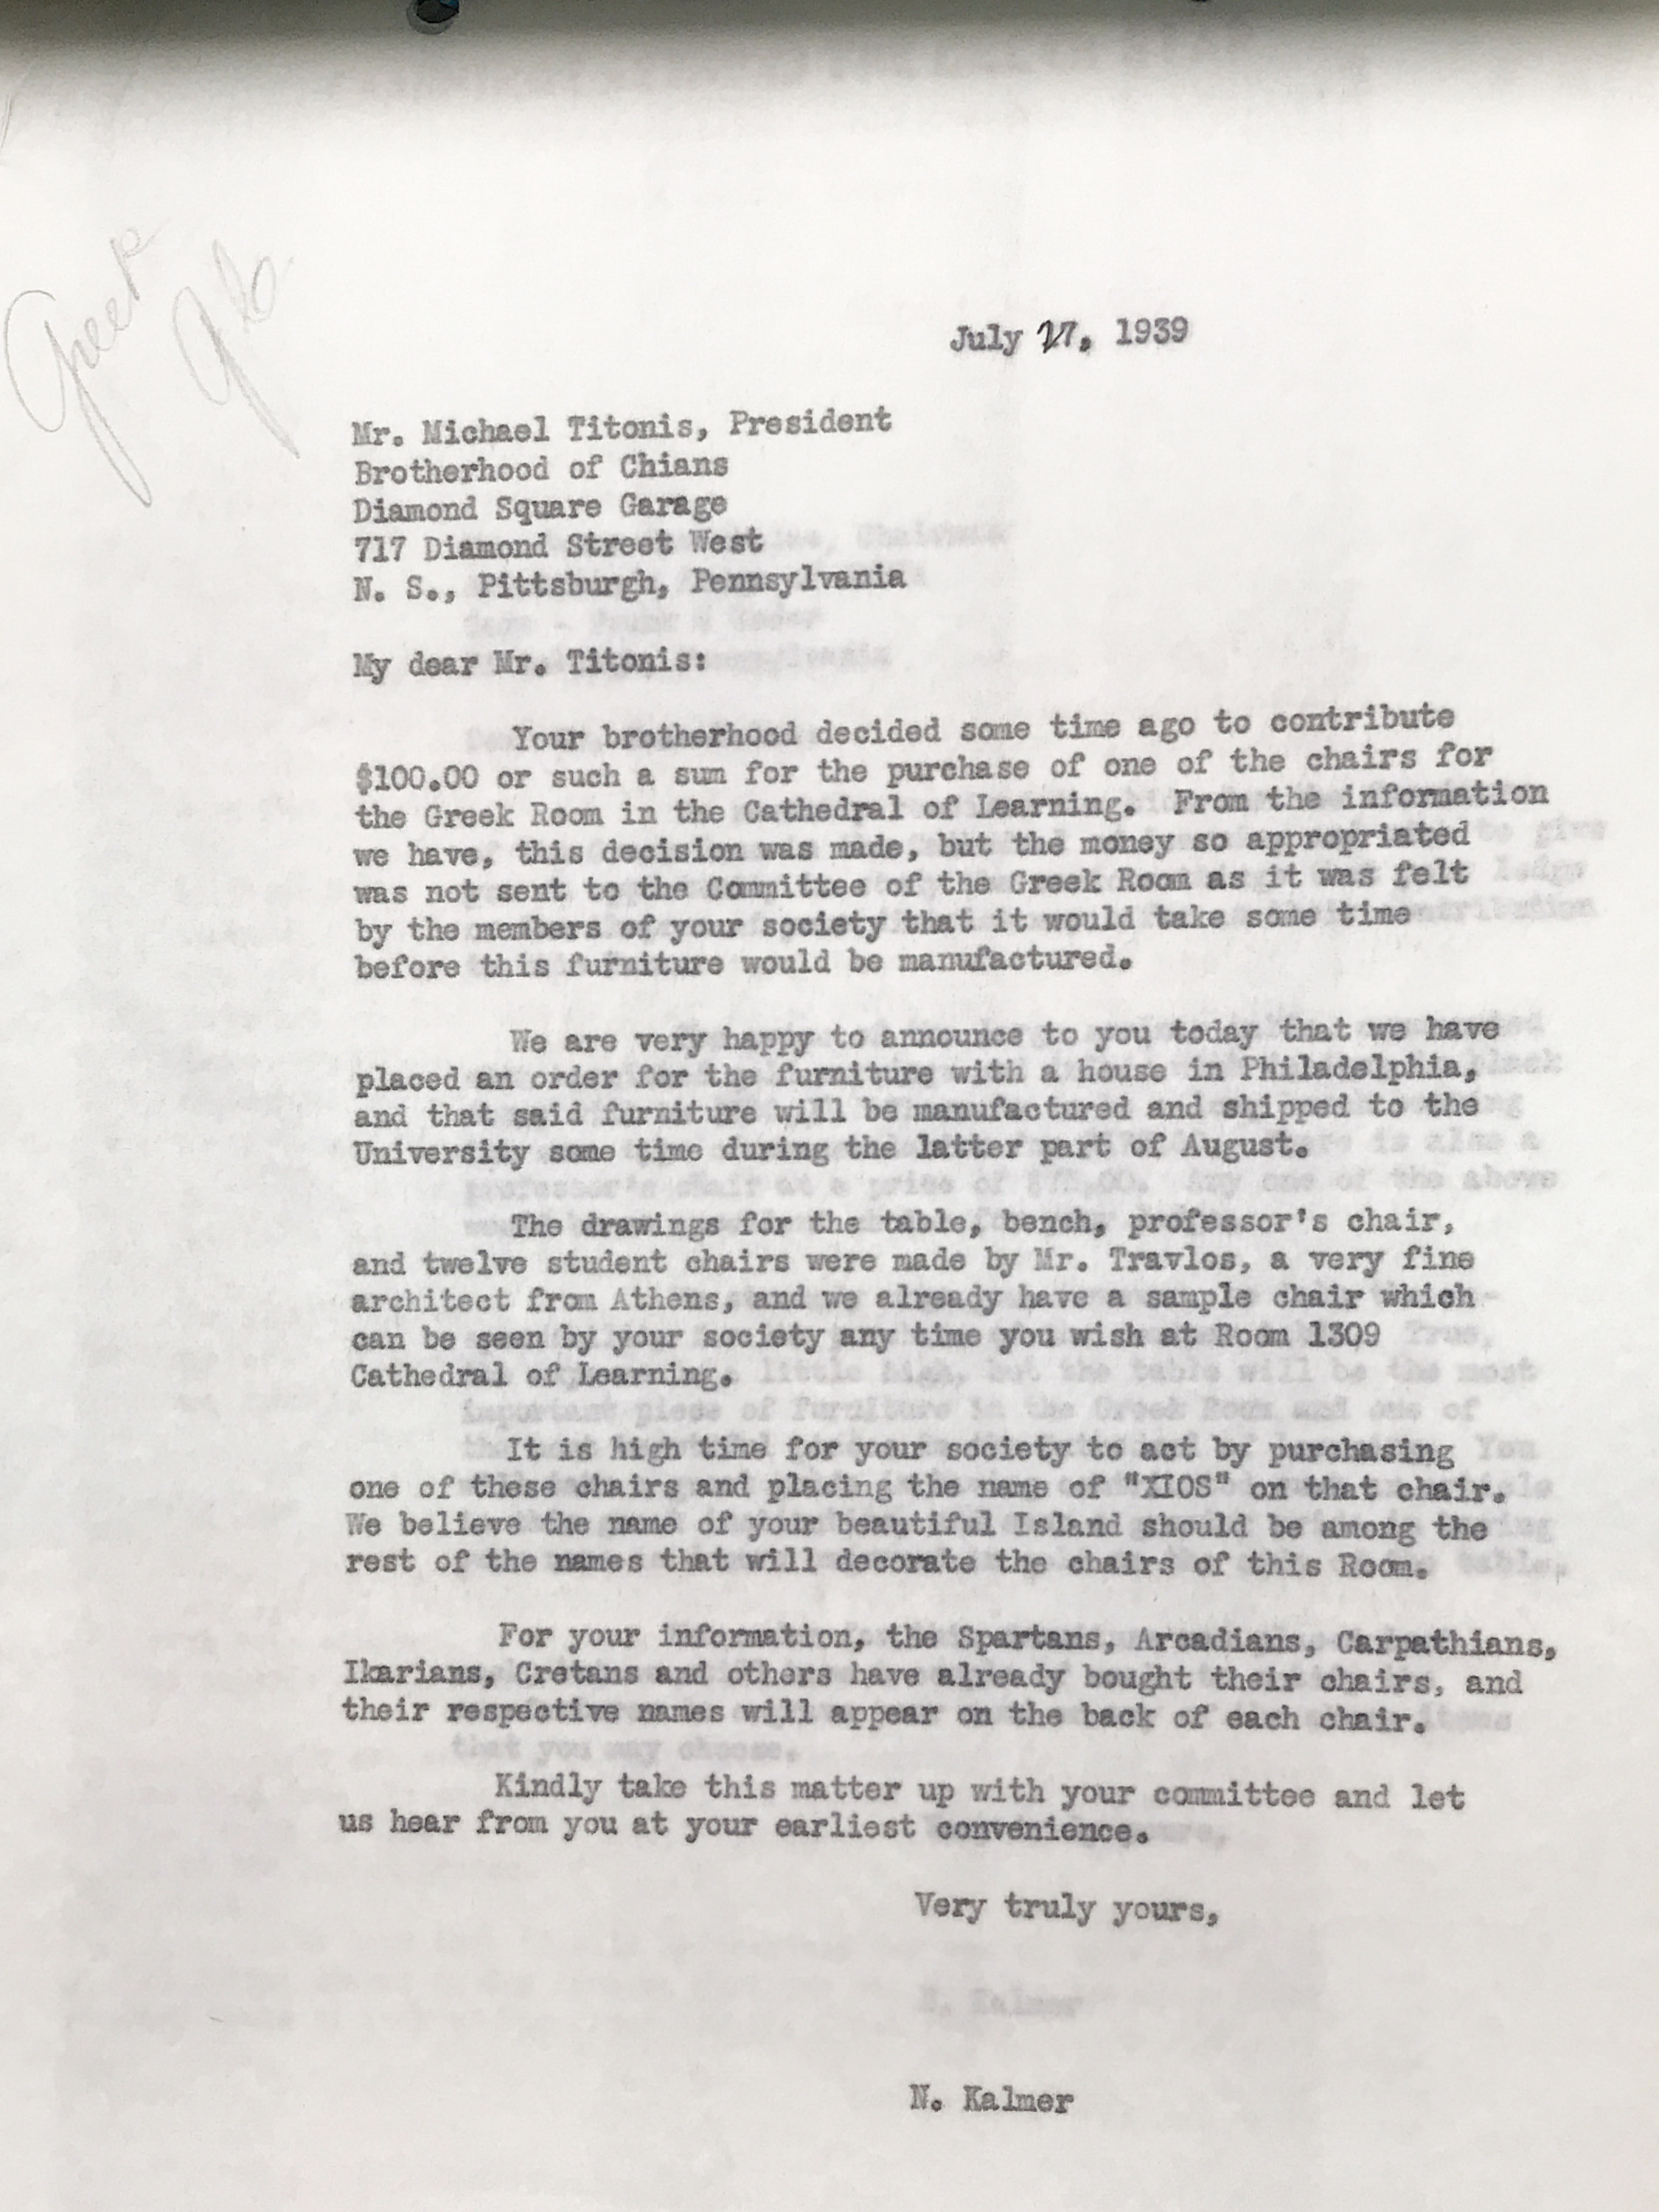 Greek
July 27, 1939
Mr. Michael Titonis, President
Brotherhood of Chians
Diamond Square Garage
717 Diamond Street West
N. S., Pittsburgh, Pennsylvania
My dear Mr. Titonis:
Your brotherhood decided some time ago to contribute
$100.00 or such a sum for the purchase of one of the chairs for
the Greek Room in the Cathedral of Learning. From the information
we have, this decision was made, but the money so appropriated
was not sent to the Committee of the Greek Room as it was felt
by the members of your society that it would take some time
before this furniture would be manufactured.
We are very happy to announce to you today that we have
placed an order for the furniture with a house in Philadelphia,
and that said furniture will be manufactured and shipped to the
University some time during the latter part of August.
The drawings for the table, bench, professor's chair,
and twelve student chairs were made by Mr. Travlos, a very fine
architect from Athens, and we already have a sample chair which
can be seen by your society any time you wish at Room 1309
Cathedral of Learning.
It is high time for your society to act by purchasing
one of these chairs and placing the name of "XIOS" on that chair.
We believe the name of your beautiful Island should be among the
rest of the names that will decorate the chairs of this Room.
For your information, the Spartans, Arcadians, Carpathians,
Ikarians, Cretans and others have already bought their chairs, and
their respective names will appear on the back of each chair.
Kindly take this matter up with your committee and let
us hear from you at your earliest convenience.
Very truly yours,
N. Kalmer